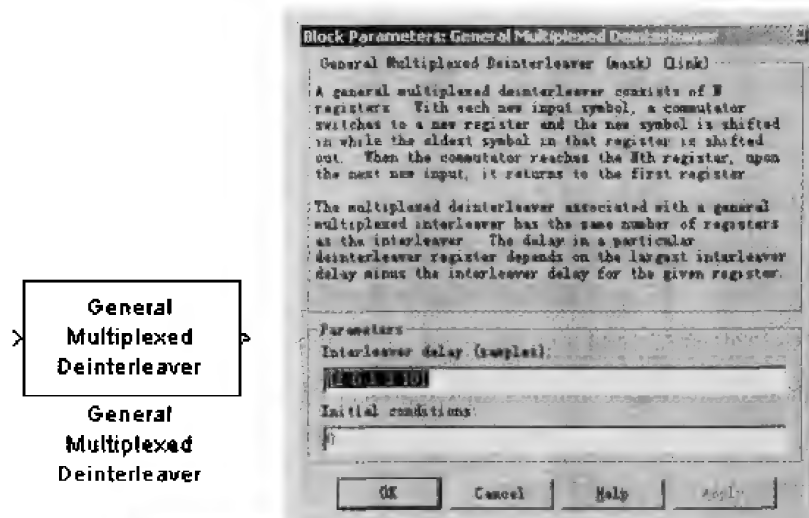 General
Multiplexed
Deinterleaver
General
Multiplexed
Deinterleaver
Block Parameters: General Multiplexed Deinterleaver
General Multiplexed Deinterleaver (mask) (link)
A general multiplexed deinterleaver consists of N
registers. With each new input symbol, a commutator
switches to a new register and the new symbol is shifted
in while the oldest symbol in that register is shifted
out. When the commutator reaches the Nth register, upon
the next new input, it returns to the first register
The multiplexed deinterleaver associated with a general
multiplexed interleaver has the same number of registers
as the interleaver. The delay in a particular
deinterleaver register depends on the largest interleaver
delay minus the interleaver delay for the given register.
Parameters
Interleaver delay (samples):
Initial conditions:
OK
Cancel
Help
Apply